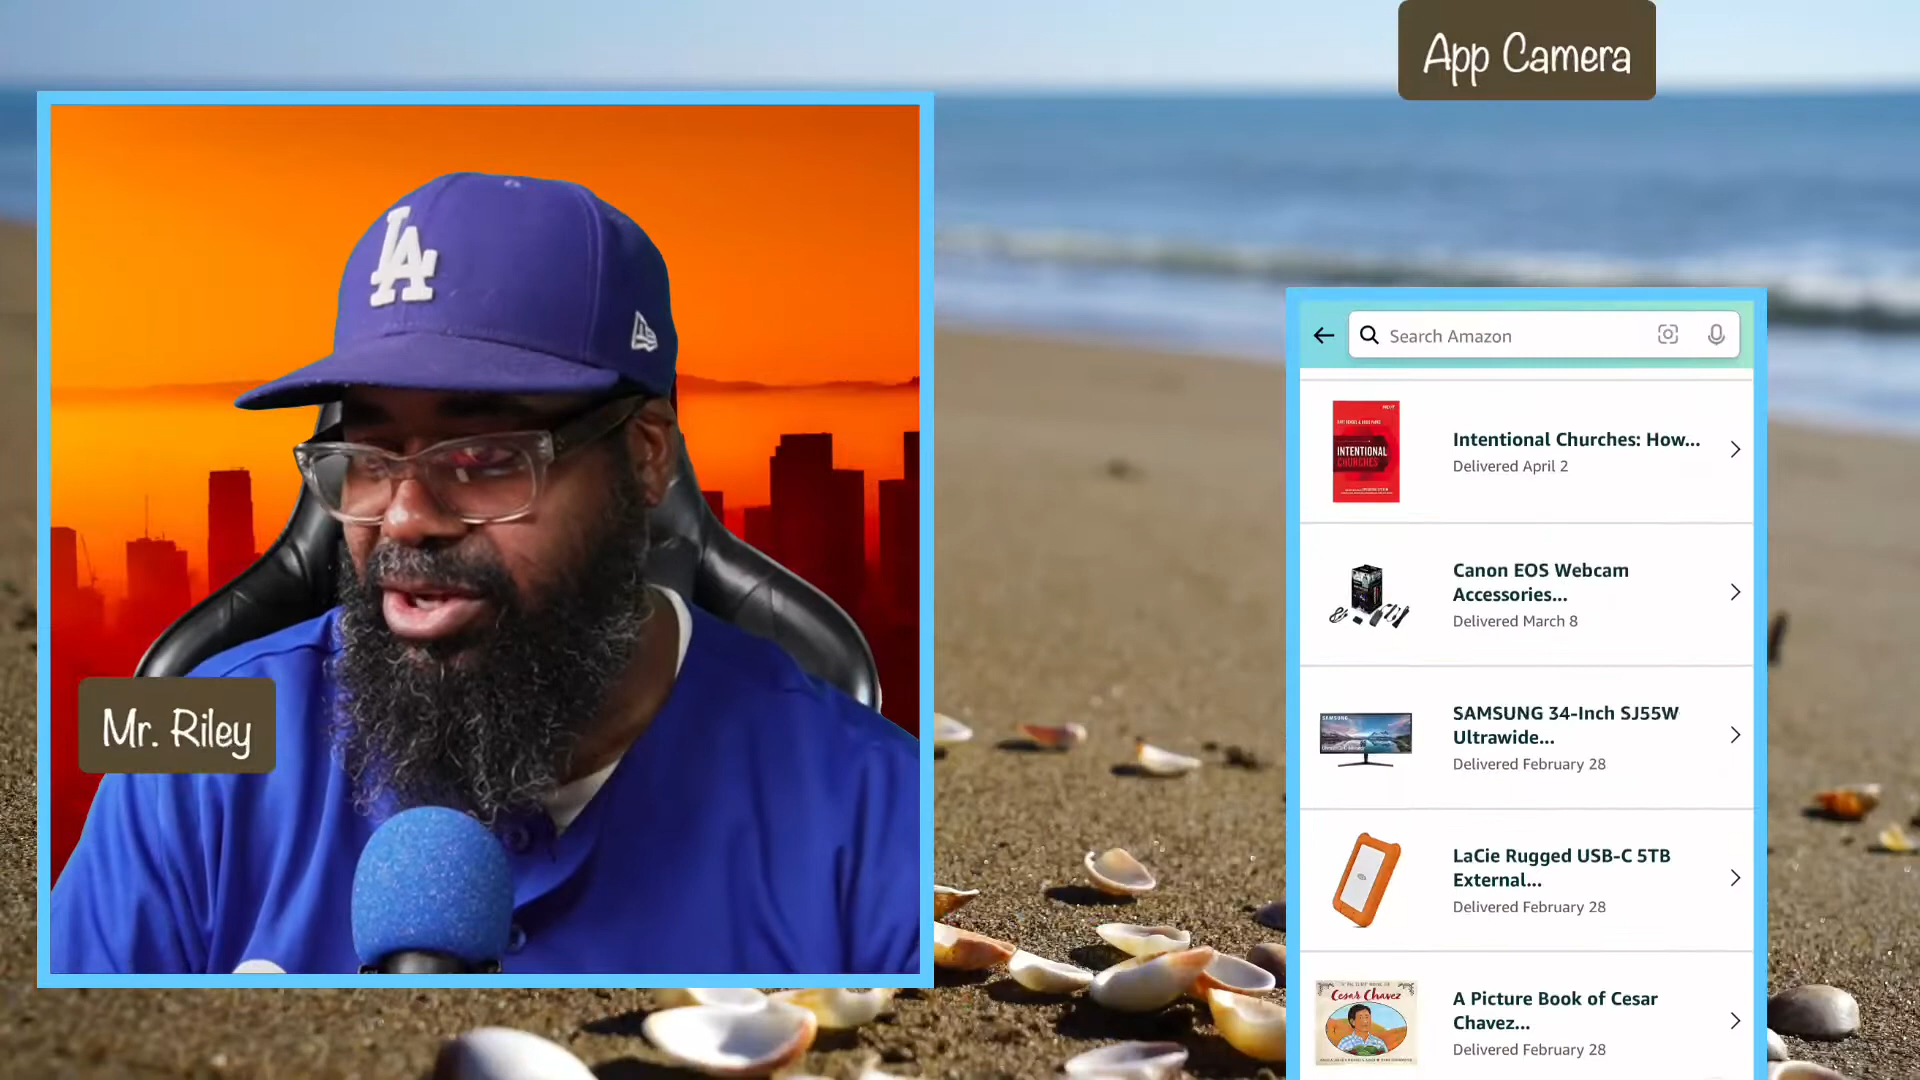 App Camera
LA
Mr. Riley
Search Amazon
INTENTIONAL
CHURCHES
Intentional Churches: How...
Delivered April 2
Canon EOS Webcam
Accessories...
Delivered March 8
SAMSUNG
SAMSUNG 34-Inch SJ55W
Ultrawide...
Delivered February 28
LaCie Rugged USB-C 5TB
External...
Delivered February 28
Cesar Chavez
A Picture Book of Cesar
Chavez...
Delivered February 28